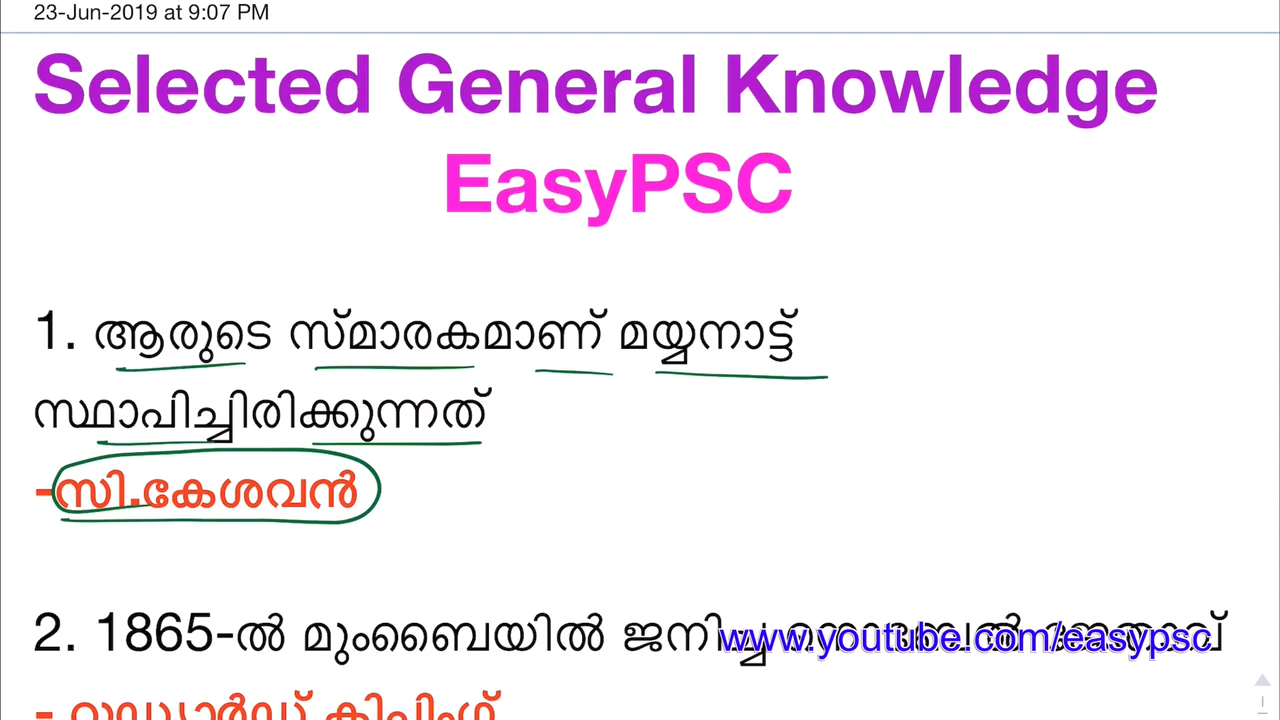 23-Jun-2019 at 9:07 PM
Selected General Knowledge
EasyPSC
1. ആരുടെ സ്മാരകമാണ് മയ്യനാട്ട്
സ്ഥാപിച്ചിരിക്കുന്നത്
-സി.കേശവൻ
2. 1865-ൽ മുംബൈയിൽ ജനിച്ച
www.youtube.com/easypsc